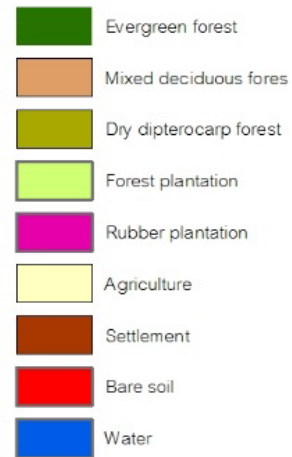 Evergreen forest
Mixed deciduous fores
Dry dipterocarp forest
Forest plantation
Rubber plantation
Agriculture
Settlement
Bare soil
Water